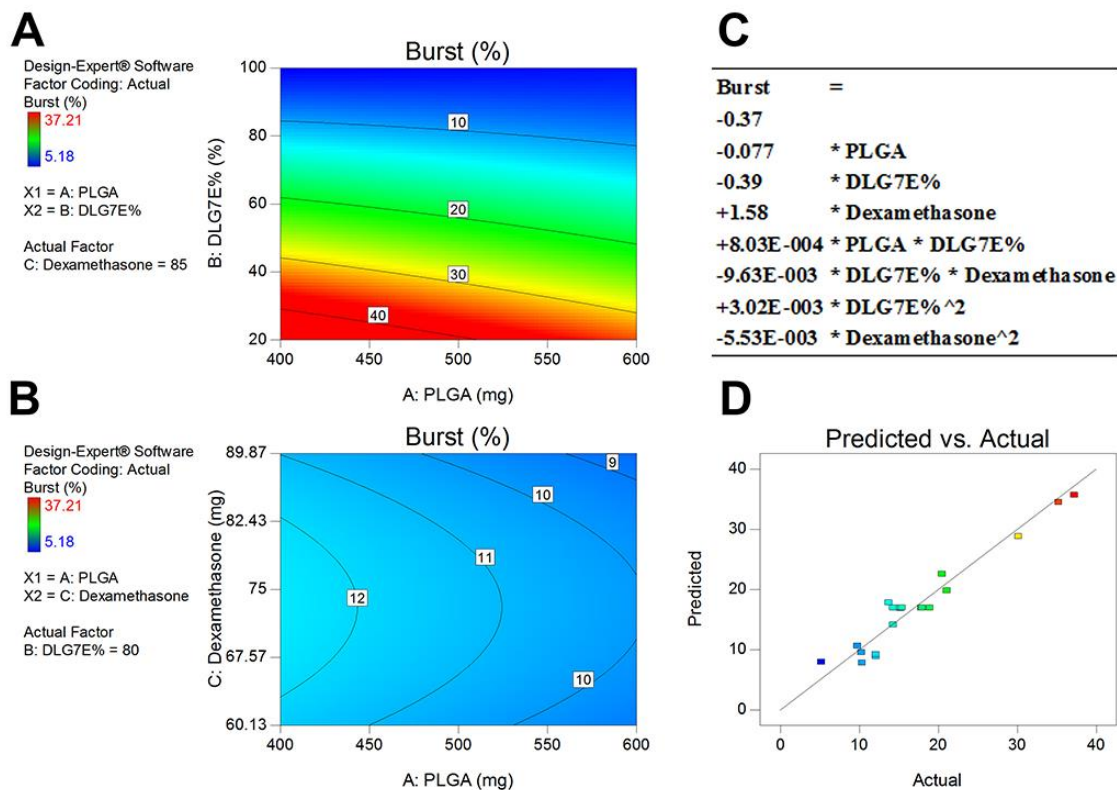 A
Design-Expert® Software
Factor Coding: Actual
Burst (%)
37.21
5.18
X1 = A: PLGA
X2 = B: DLG7E%
Actual Factor
C: Dexamethasone = 85
Burst (%)
B: DLG7E% (%)
100
80
60
40
20
10
20
30
40
400
450
500
550
600
A: PLGA (mg)
B
Design-Expert® Software
Factor Coding: Actual
Burst (%)
37.21
5.18
X1 = A: PLGA
X2 = C: Dexamethasone
Actual Factor
B: DLG7E% = 80
Burst (%)
C: Dexamethasone (mg)
89.87
82.43
75
67.57
60.13
9
10
11
12
10
400
450
500
550
600
A: PLGA (mg)
C
Burst =
-0.37
-0.077 * PLGA
-0.39 * DLG7E%
+1.58 * Dexamethasone
+8.03E-004 * PLGA * DLG7E%
-9.63E-003 * DLG7E% * Dexamethasone
+3.02E-003 * DLG7E%^2
-5.53E-003 * Dexamethasone^2
D
Predicted vs. Actual
Predicted
40
30
20
10
0
0
10
20
30
40
Actual